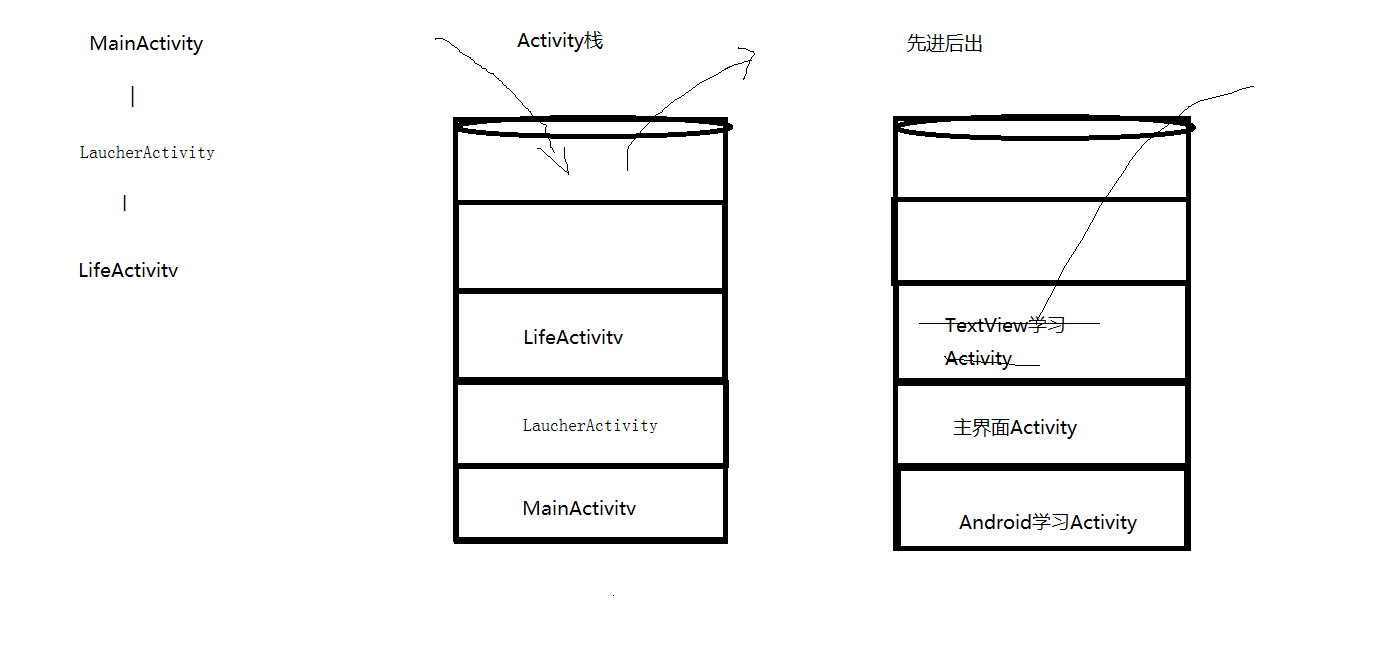 MainActivity
Activity栈
先进后出
|
LaucherActivity
|
LifeActivitv
LifeActivitv
LaucherActivity
MainActivitv
TextView学习
Activity
主界面Activity
Android学习Activity